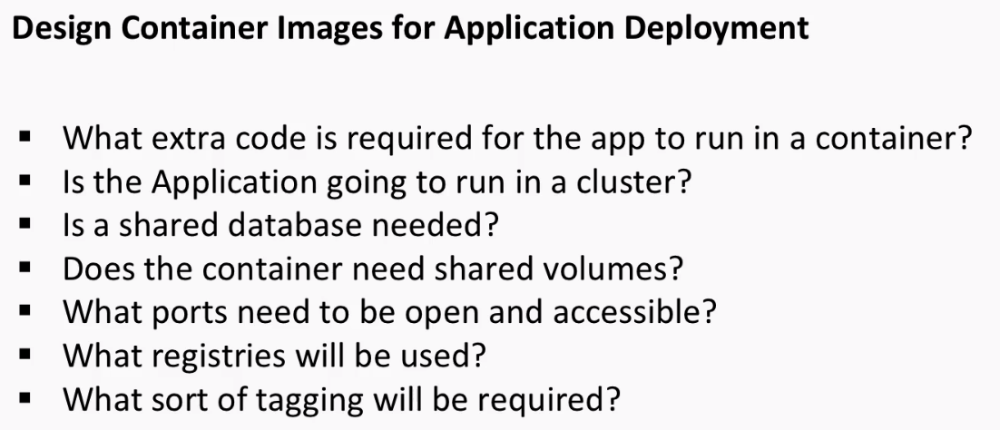 Design Container Images for Application Deployment
▪ What extra code is required for the app to run in a container?
▪ Is the Application going to run in a cluster?
▪ Is a shared database needed?
▪ Does the container need shared volumes?
▪ What ports need to be open and accessible?
▪ What registries will be used?
▪ What sort of tagging will be required?